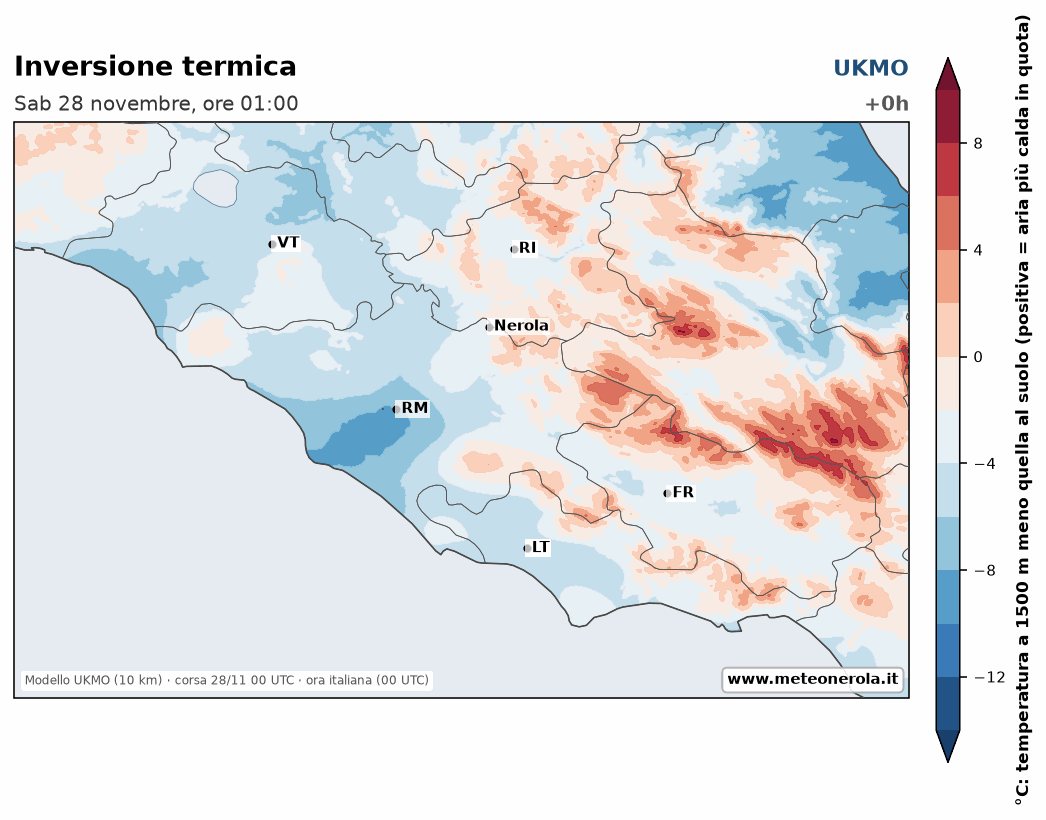 Inversione termica
UKMO
Sab 28 novembre, ore 01:00
+0h
VT
RI
Nerola
RM
FR
LT
Modello UKMO (10 km) · corsa 28/11 00 UTC · ora italiana (00 UTC)
www.meteonerola.it
8
4
0
−4
−8
−12
°C: temperatura a 1500 m meno quella al suolo (positiva = aria più calda in quota)